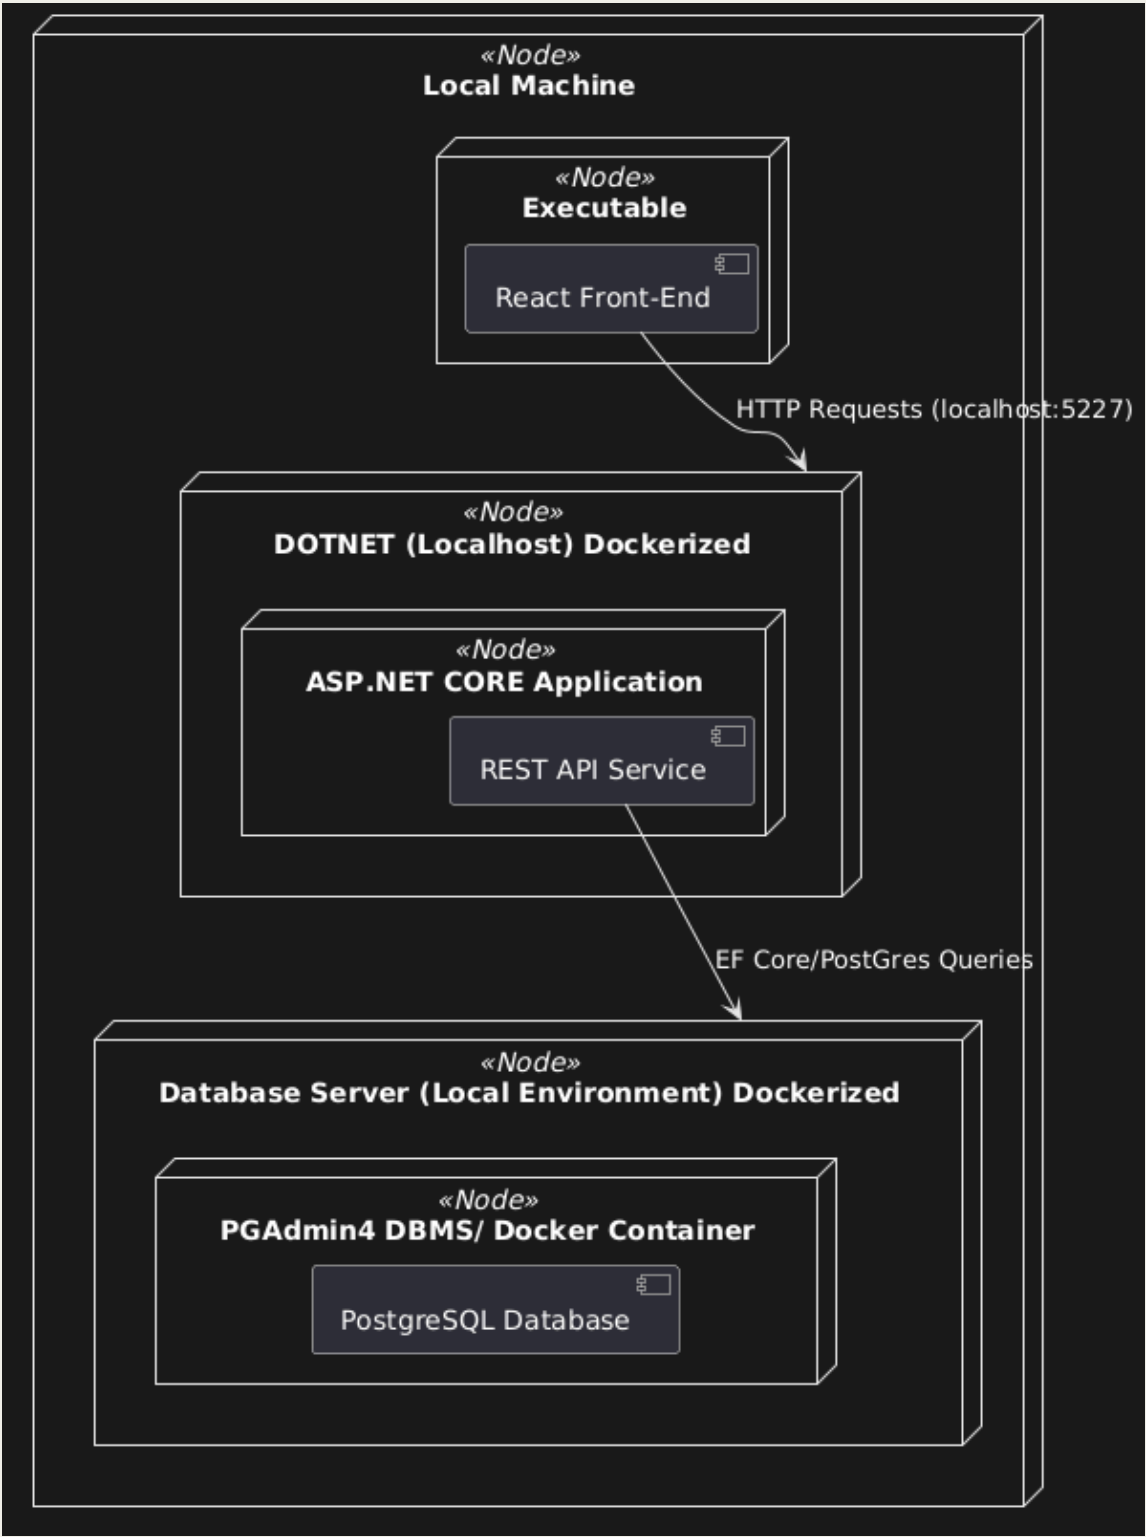 «Node»
Local Machine
«Node»
Executable
React Front-End
HTTP Requests (localhost:5227)
«Node»
DOTNET (Localhost) Dockerized
«Node»
ASP.NET CORE Application
REST API Service
EF Core/PostGres Queries
«Node»
Database Server (Local Environment) Dockerized
«Node»
PGAdmin4 DBMS/ Docker Container
PostgreSQL Database